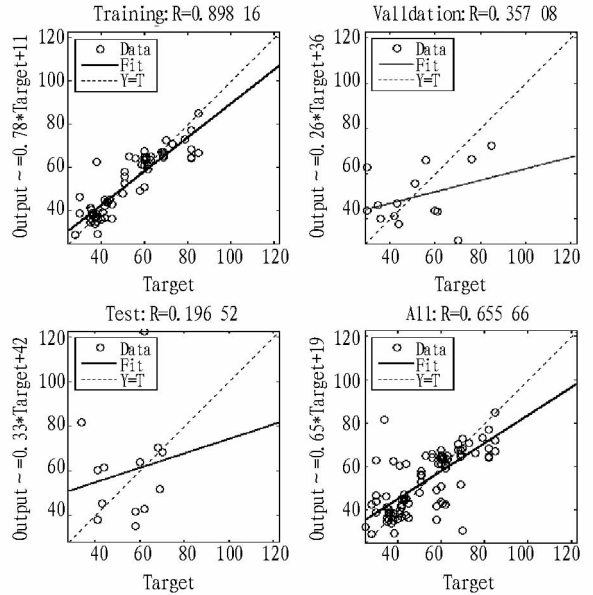 Training:R=0.898 16
Output ~=0.78*Target+11
120
100
80
60
40
Data
Fit
Y=T
40 60 80 100 120
Target
Valldation:R=0.357 08
Output ~=0.26*Target+36
120
100
80
60
40
Data
Fit
Y=T
40 60 80 100 120
Target
Test:R=0.196 52
Output ~=0.33*Target+42
120
100
80
60
40
Data
Fit
Y=T
40 60 80 100 120
Target
All:R=0.655 66
Output ~=0.65*Target+19
120
100
80
60
40
Data
Fit
Y=T
40 60 80 100 120
Target